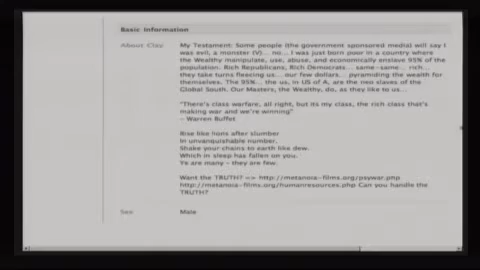 Basic Information
About Clay:
My Testament: Some people (the government sponsored media) will say I
was evil, a monster (V)... no... I was just born poor in a country where
the Wealthy manipulate, use, abuse, and economically enslave 95% of the
population. Rich Republicans, Rich Democrats... same-same... rich...
they take turns fleecing us... our few dollars... pyramiding the wealth for
themselves. The 95%... the us, in US of A, are the neo slaves of the
Global South. Our Masters, the Wealthy, do, as they like to us...
"There's class warfare, all right, but its my class, the rich class that's
making war and we're winning"
- Warren Buffet
Rise like lions after slumber
In unvanquishable number,
Shake your chains to earth like dew.
Which in sleep has fallen on you.
Ye are many - they are few.
Want the TRUTH? => http://metanoia-films.org/psywar.php
http://metanoia-films.org/humanresources.php Can you handle the
TRUTH?
Sex
Male